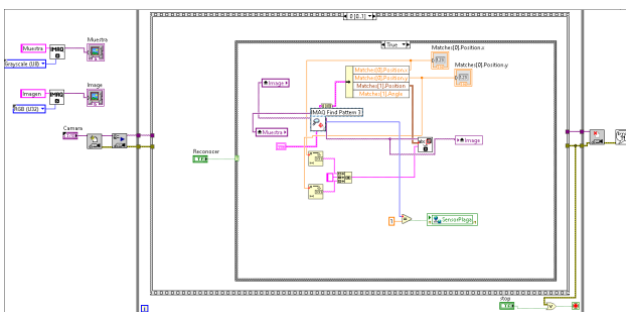 0 [0..1]
True
Muestra
Muestra
Grayscale (U8)
Matches[0].Position.x
Matches[0].Position.y
Matches[0].Position.x
Matches[0].Position.y
Matches[1].Position
Matches[1].Angle
Image
Imagen
Image
RGB (U32)
IMAQ Find Pattern 3
Camara
Muestra
Image
Reconocer
SensorPlaga
stop
i